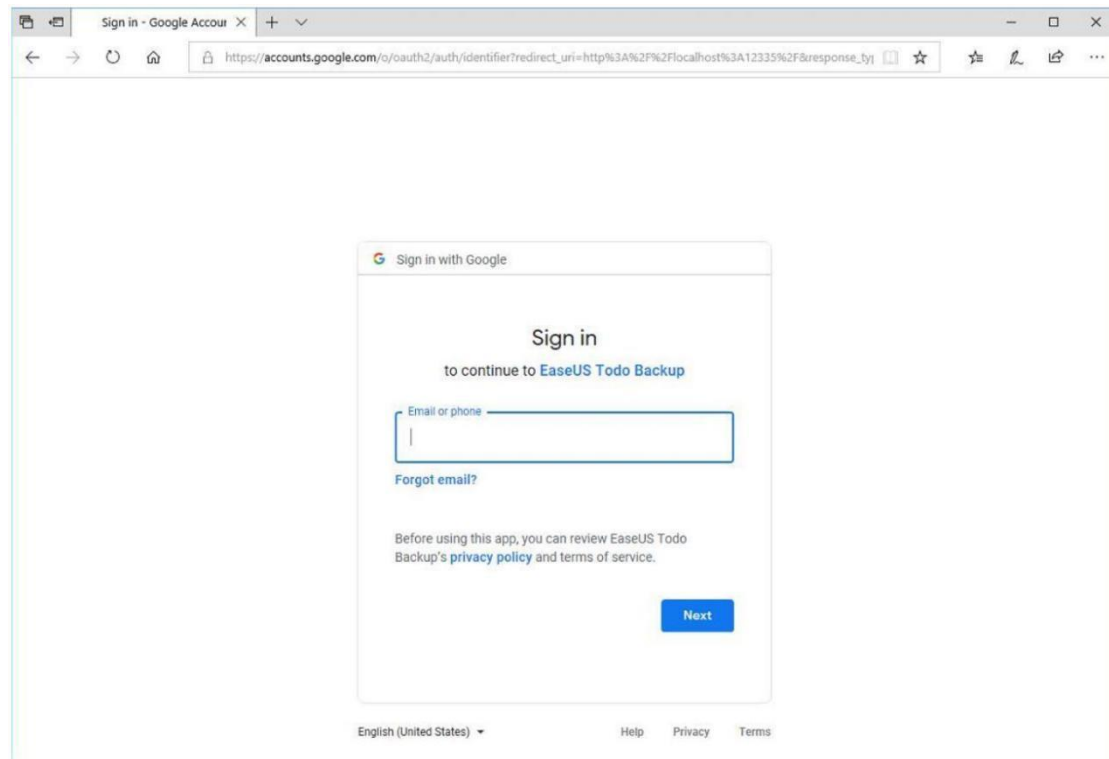 Sign in - Google Accour
https://accounts.google.com/o/oauth2/auth/identifier?redirect_uri=http%3A%2F%2Flocalhost%3A12335%2F&response_ty
Sign in with Google
Sign in
to continue to EaseUS Todo Backup
Email or phone
Forgot email?
Before using this app, you can review EaseUS Todo
Backup's privacy policy and terms of service.
Next
English (United States) Help Privacy Terms